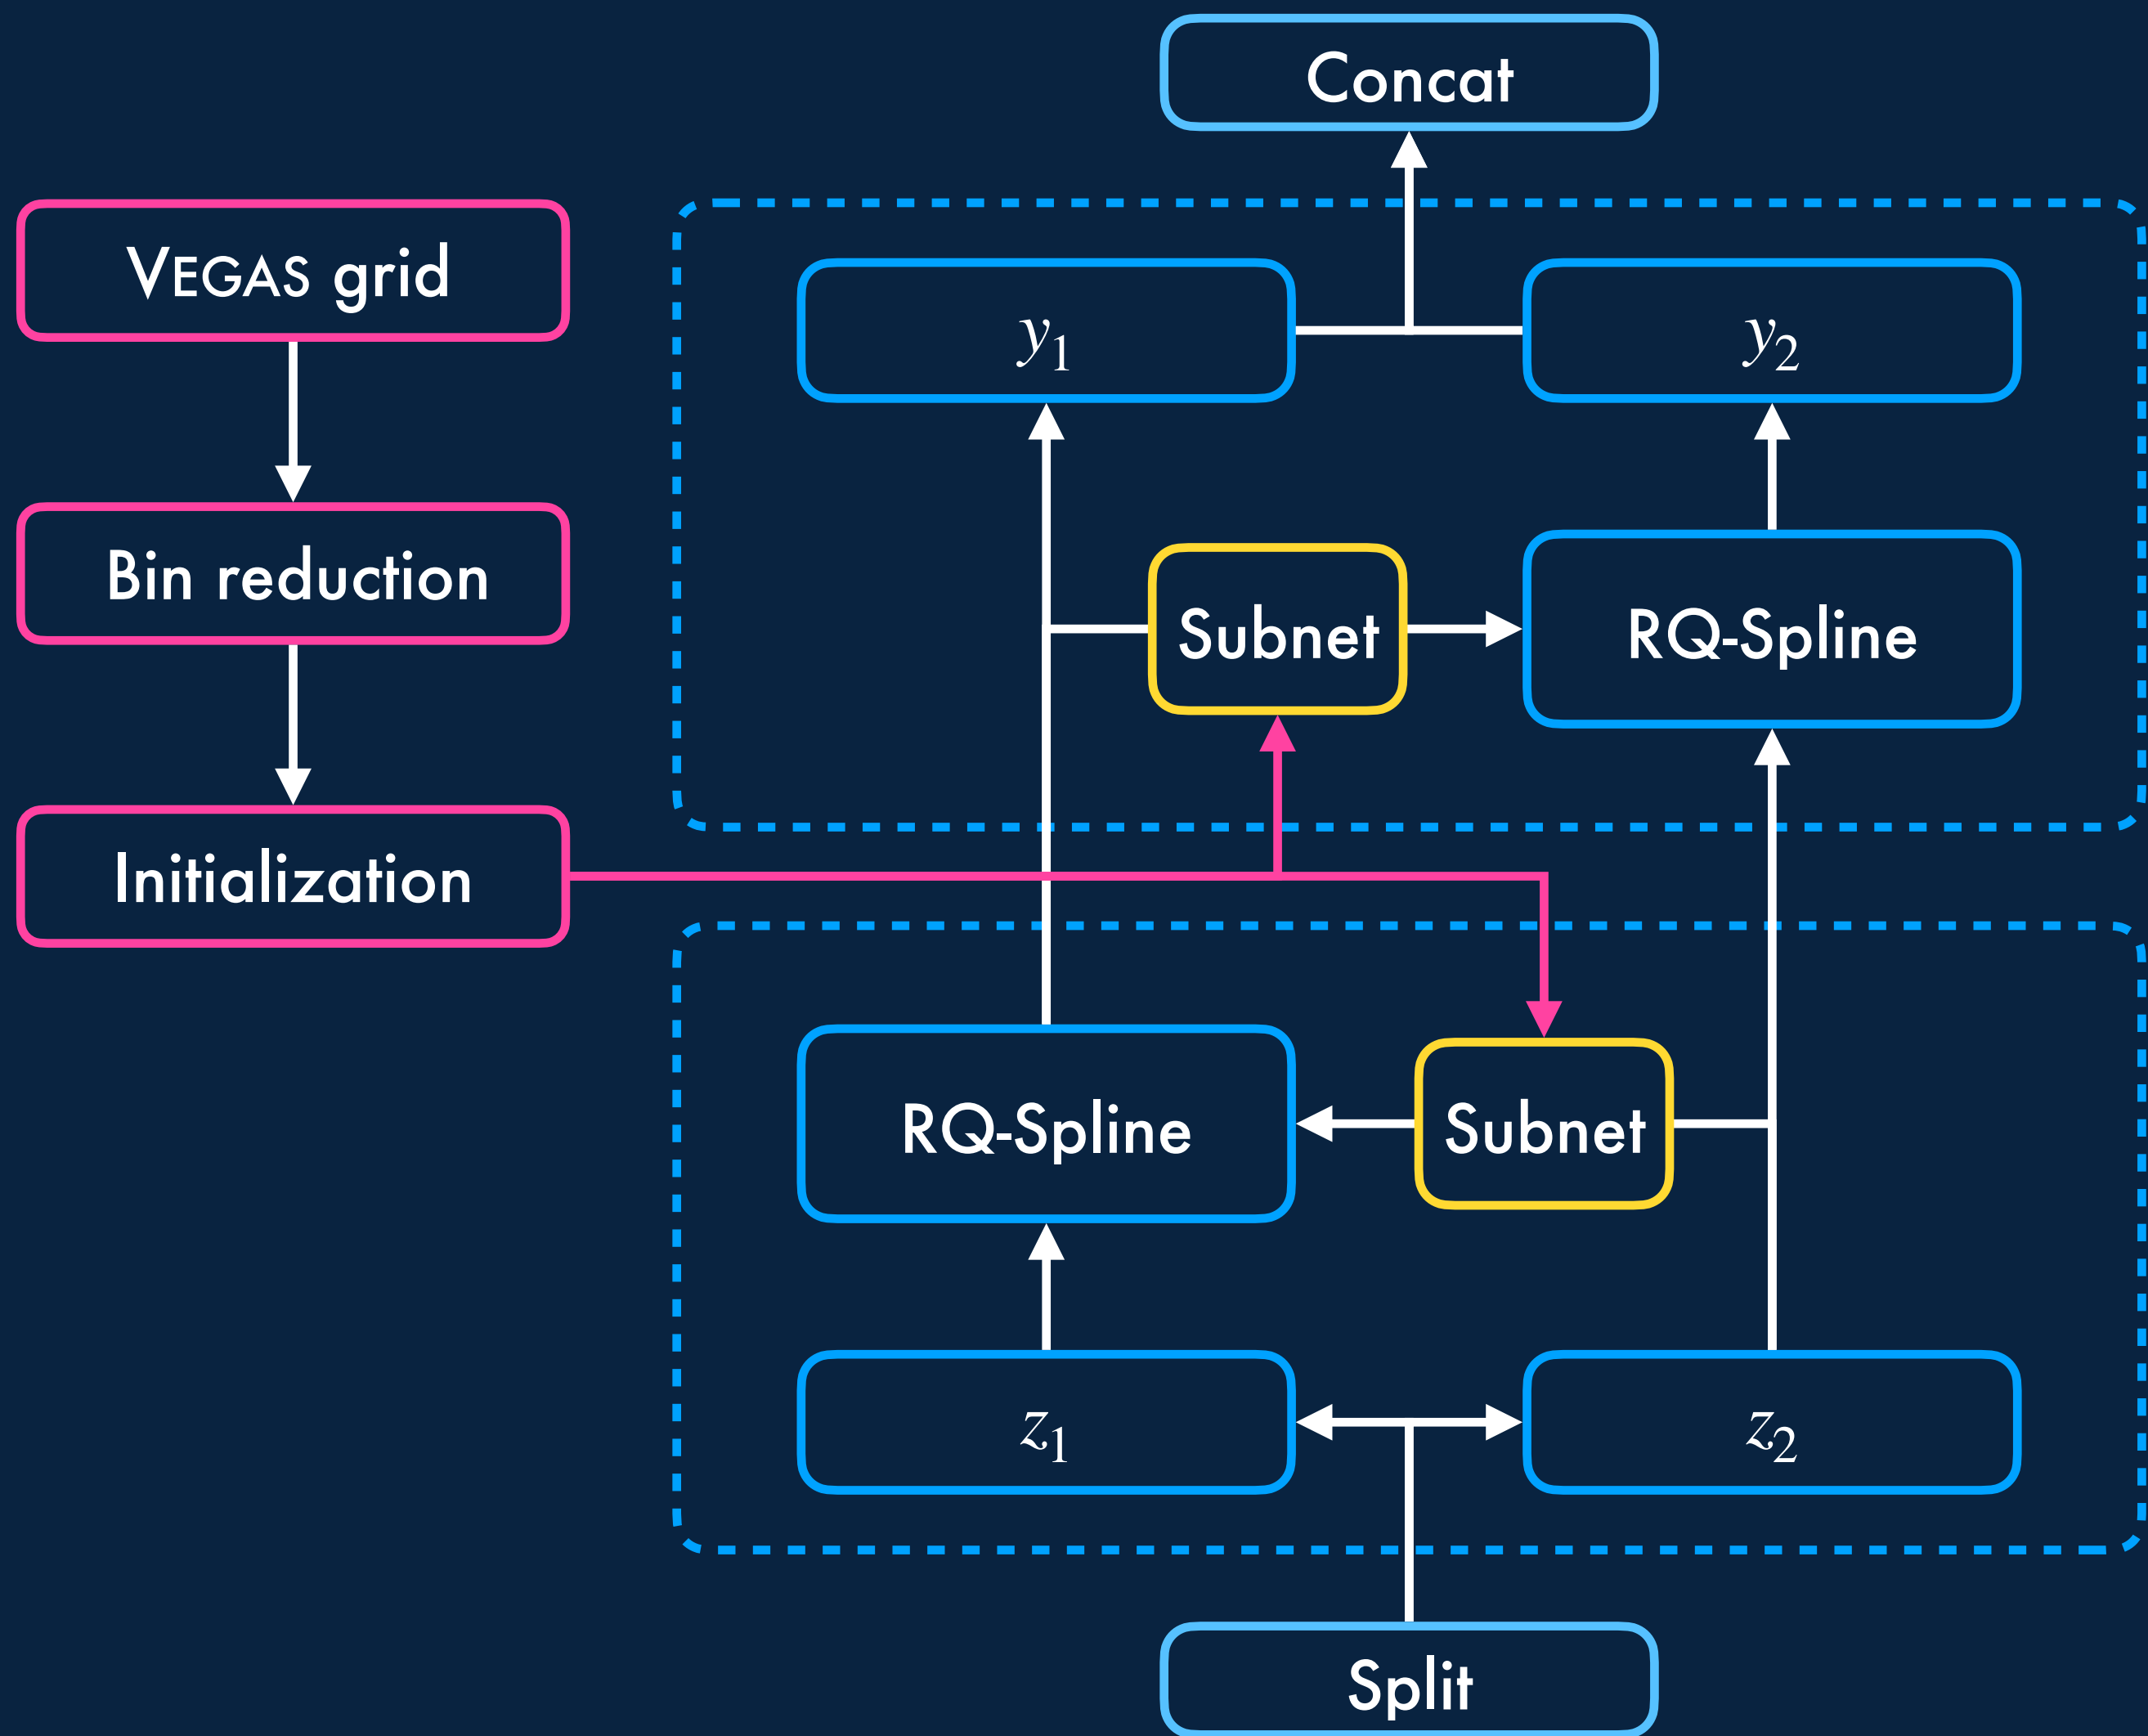 Concat
VEGAS grid
y1
y2
Bin reduction
Subnet
RQ-Spline
Initialization
RQ-Spline
Subnet
z1
z2
Split